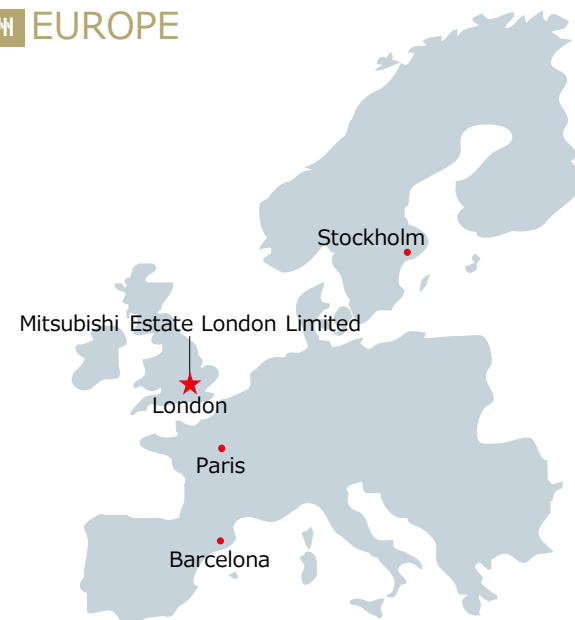 EUROPE
Stockholm
Mitsubishi Estate London Limited
London
Paris
Barcelona